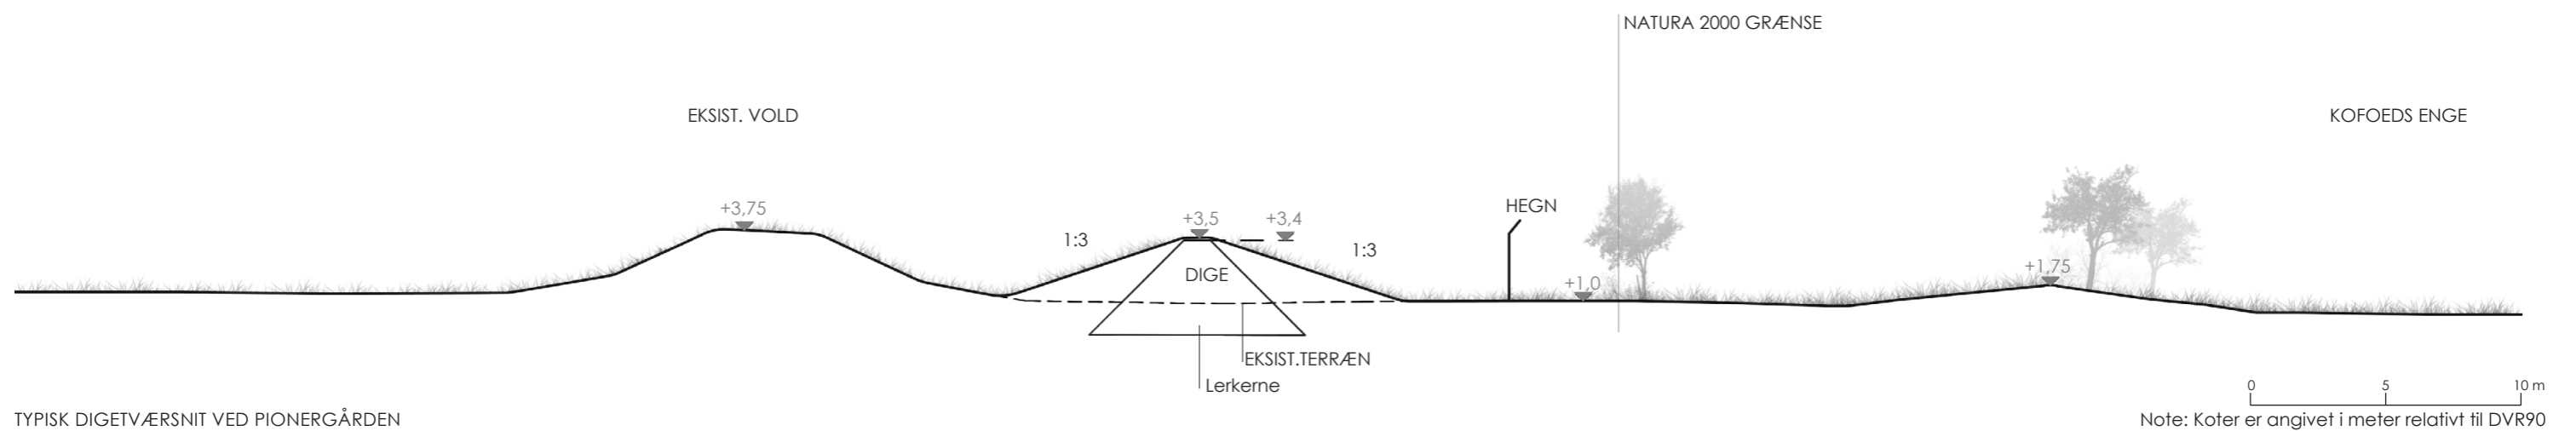 NATURA 2000 GRÆNSE
EKSIST. VOLD
KOFOEDS ENGE
+3,75
HEGN
+3,5
+3,4
1:3
1:3
+1,75
DIGE
+1,0
EKSIST.TERRÆN
Lerkerne
0 5 10 m
TYPISK DIGETVÆRSNIT VED PIONERGÅRDEN
Note: Koter er angivet i meter relativt til DVR90